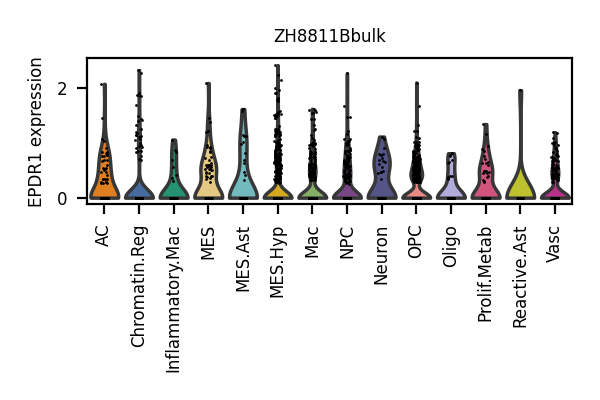 ZH8811Bbulk
EPDR1 expression
2
0
AC
Chromatin.Reg
Inflammatory.Mac
MES
MES.Ast
MES.Hyp
Mac
NPC
Neuron
OPC
Oligo
Prolif.Metab
Reactive.Ast
Vasc